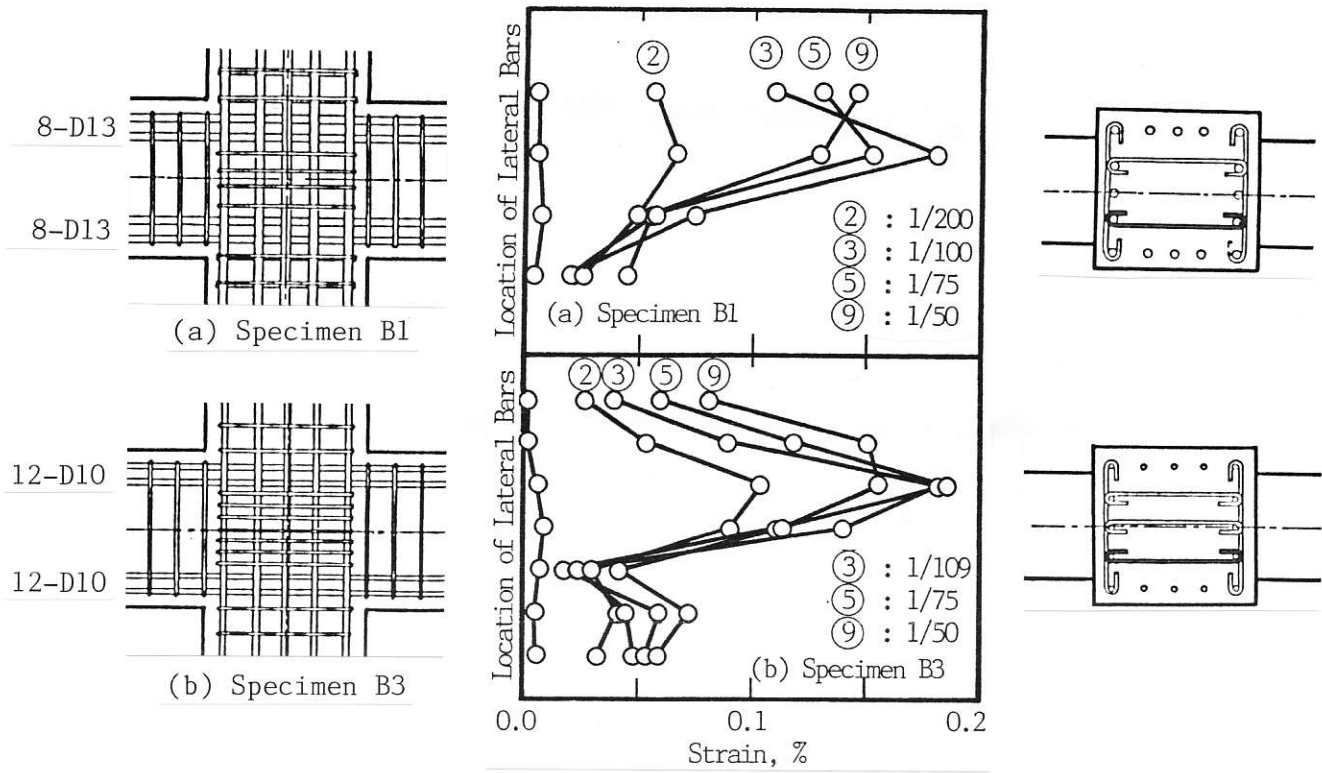 8-D13
8-D13
(a) Specimen B1
12-D10
12-D10
(b) Specimen B3
Location of Lateral Bars
② ③ ⑤ ⑨
② : 1/200
③ : 1/100
⑤ : 1/75
⑨ : 1/50
(a) Specimen B1
Location of Lateral Bars
② ③ ⑤ ⑨
③ : 1/109
⑤ : 1/75
⑨ : 1/50
(b) Specimen B3
0.0 0.1 0.2
Strain, %